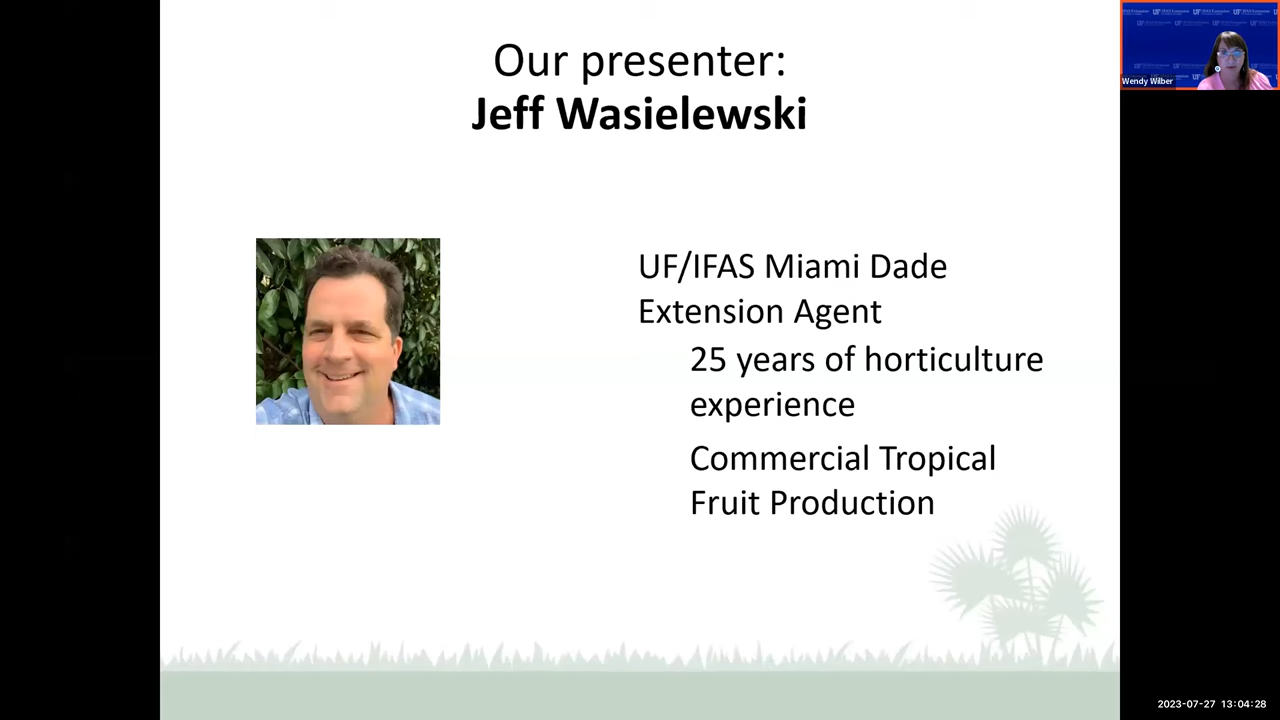 Our presenter:
Jeff Wasielewski
UF/IFAS Miami Dade
Extension Agent
25 years of horticulture
experience
Commercial Tropical
Fruit Production
Wendy Wilber
2023-07-27 13:04:28